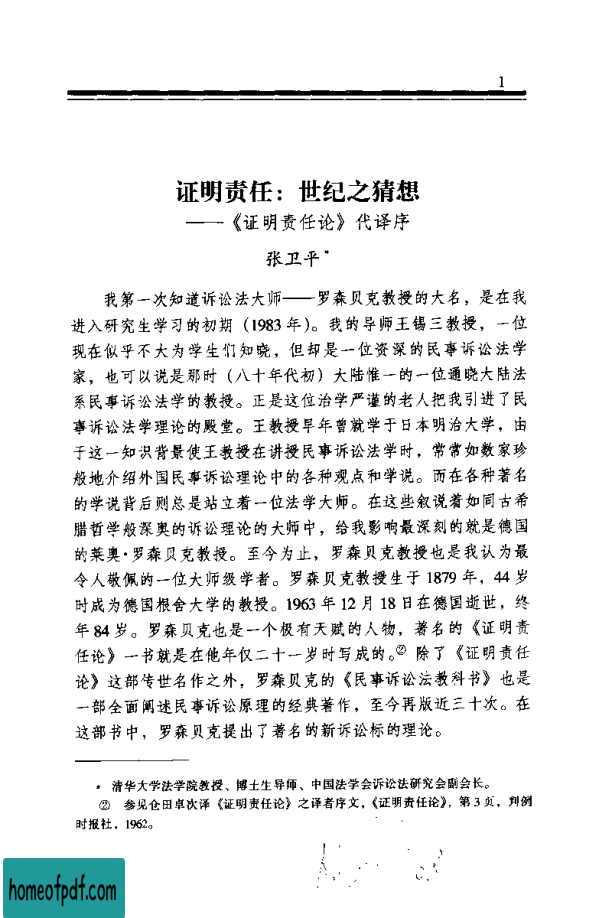 1
证明责任：世纪之猜想
——《证明责任论》代译序
张卫平*
我第一次知道诉讼法大师——罗森贝克教授的大名，是在我
进入研究生学习的初期（1983年）。我的导师王锡三教授，一位
现在似乎不大为学生们知晓，但却是一位资深的民事诉讼法学
家，也可以说是那时（八十年代初）大陆惟一的一位通晓大陆法
系民事诉讼法学的教授。正是这位治学严谨的老人把我引进了民
事诉讼法学理论的殿堂。王教授早年曾就学于日本明治大学，由
于这一知识背景使王教授在讲授民事诉讼法学时，常常如数家珍
般地介绍外国民事诉讼理论中的各种观点和学说。而在各种著名
的学说背后则总是站立着一位法学大师。在这些叙说着如同古希
腊哲学般深奥的诉讼理论的大师中，给我影响最深刻的就是德国
的莱奥·罗森贝克教授。至今为止，罗森贝克教授也是我认为最
令人敬佩的一位大师级学者。罗森贝克教授生于1879年，44岁
时成为德国根舍大学的教授。1963年12月18日在德国逝世，终
年84岁。罗森贝克也是一个极有天赋的人物，著名的《证明责
任论》一书就是在他年仅二十一岁时写成的。② 除了《证明责任
论》这部传世名作之外，罗森贝克的《民事诉讼法教科书》也是
一部全面阐述民事诉讼原理的经典著作，至今再版近三十次。在
这部书中，罗森贝克提出了著名的新诉讼标的理论。
* 清华大学法学院教授、博士生导师、中国法学会诉讼法研究会副会长。
② 参见仓田卓次译《证明责任论》之译者序文，《证明责任论》，第3页，判例
时报社，1962。
homeofpdf.com